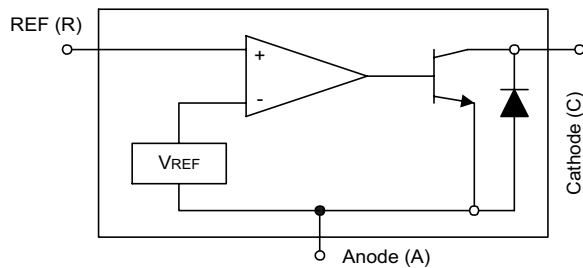 REF (R)
+
-
VREF
Cathode (C)
Anode (A)